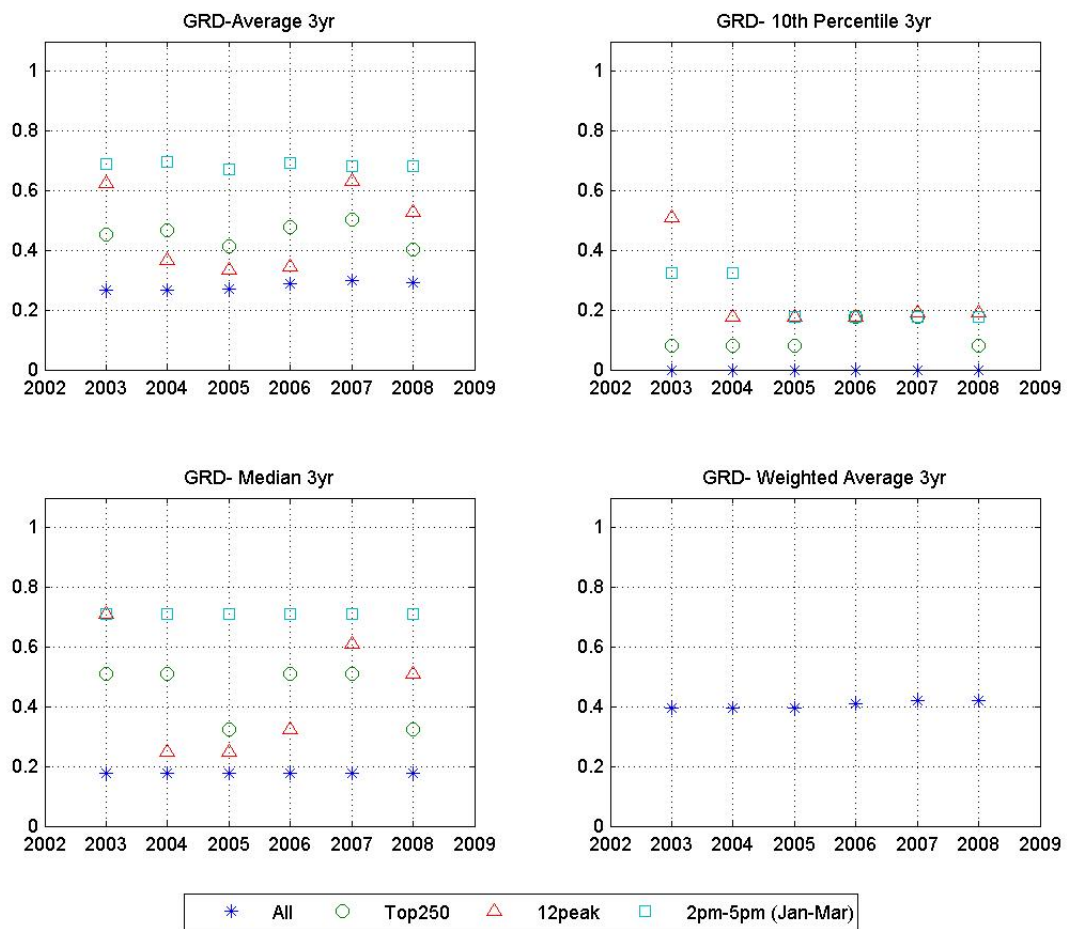 GRD-Average 3yr
1
0.8
0.6
0.4
0.2
0
2002 2003 2004 2005 2006 2007 2008 2009
GRD- 10th Percentile 3yr
1
0.8
0.6
0.4
0.2
0
2002 2003 2004 2005 2006 2007 2008 2009
GRD- Median 3yr
1
0.8
0.6
0.4
0.2
0
2002 2003 2004 2005 2006 2007 2008 2009
GRD- Weighted Average 3yr
1
0.8
0.6
0.4
0.2
0
2002 2003 2004 2005 2006 2007 2008 2009
All Top250 12peak 2pm-5pm (Jan-Mar)